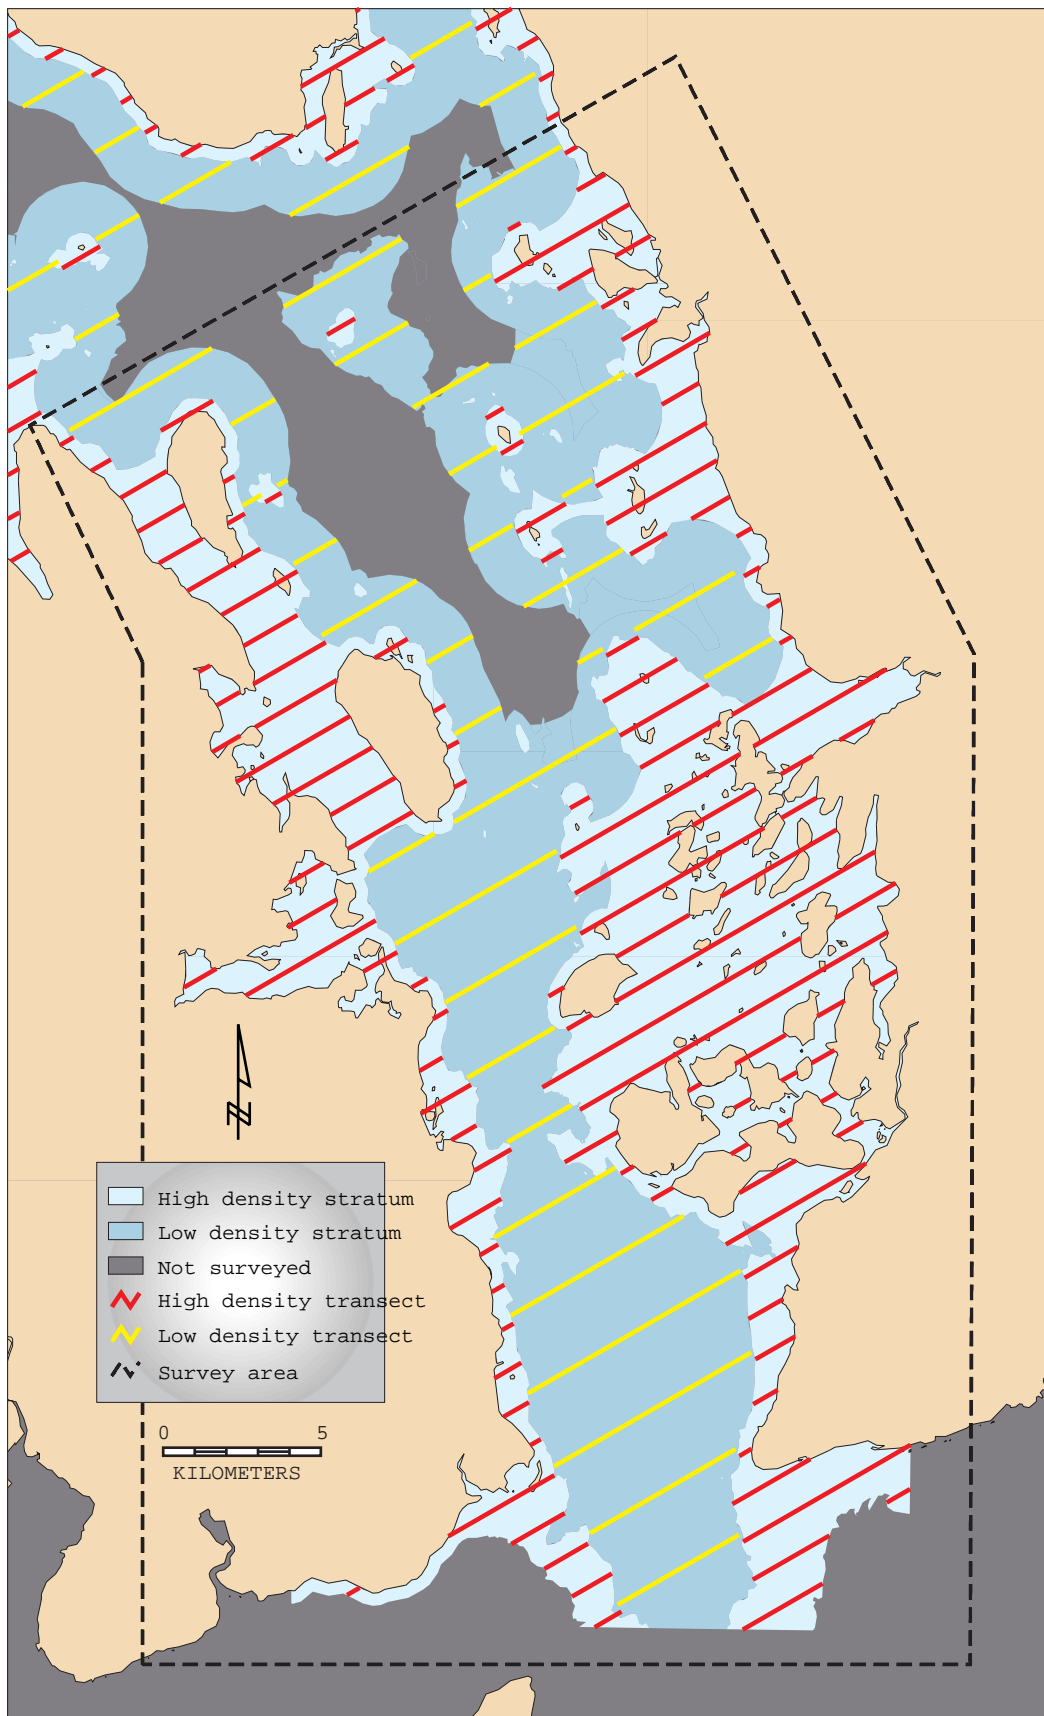 High density stratum
Low density stratum
Not surveyed
High density transect
Low density transect
Survey area
0 5
KILOMETERS